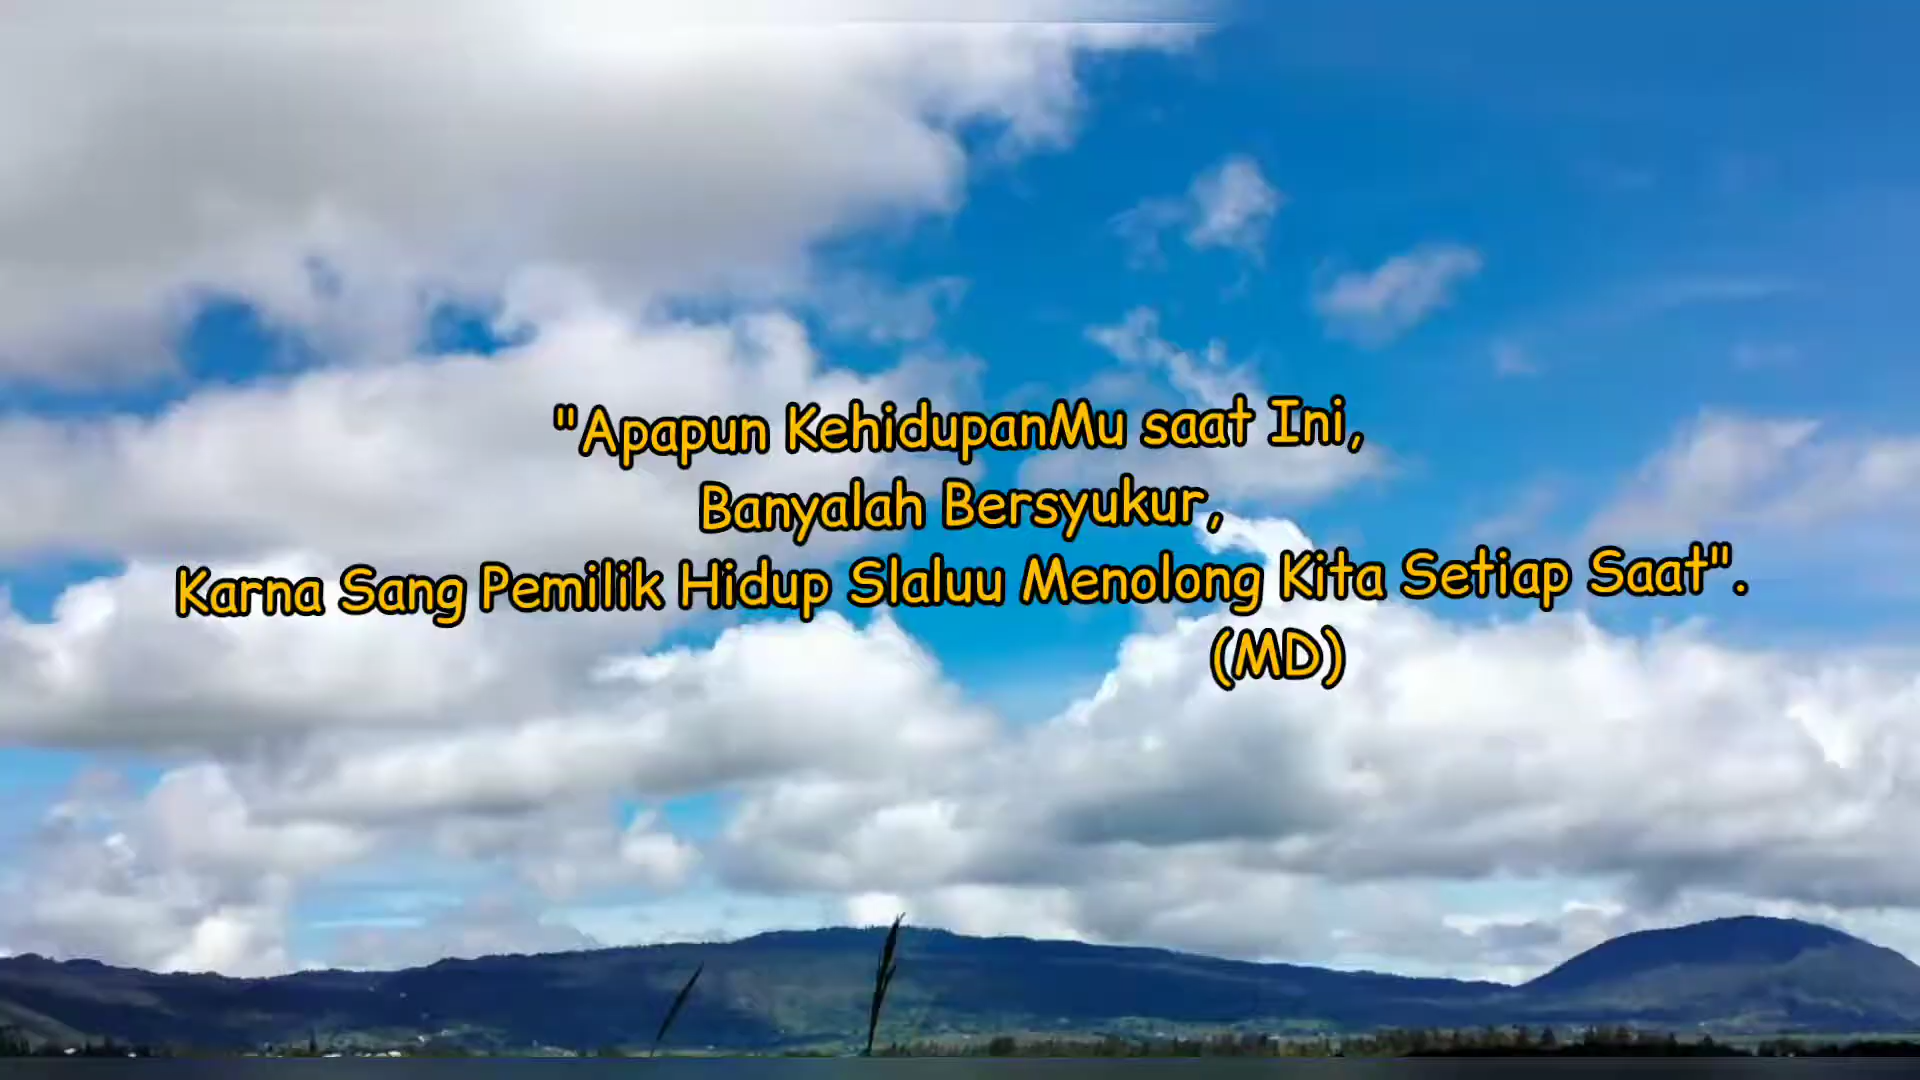 "Apapun KehidupanMu saat Ini,
Banyalah Bersyukur,
Karna Sang Pemilik Hidup Slaluu Menolong Kita Setiap Saat".
(MD)